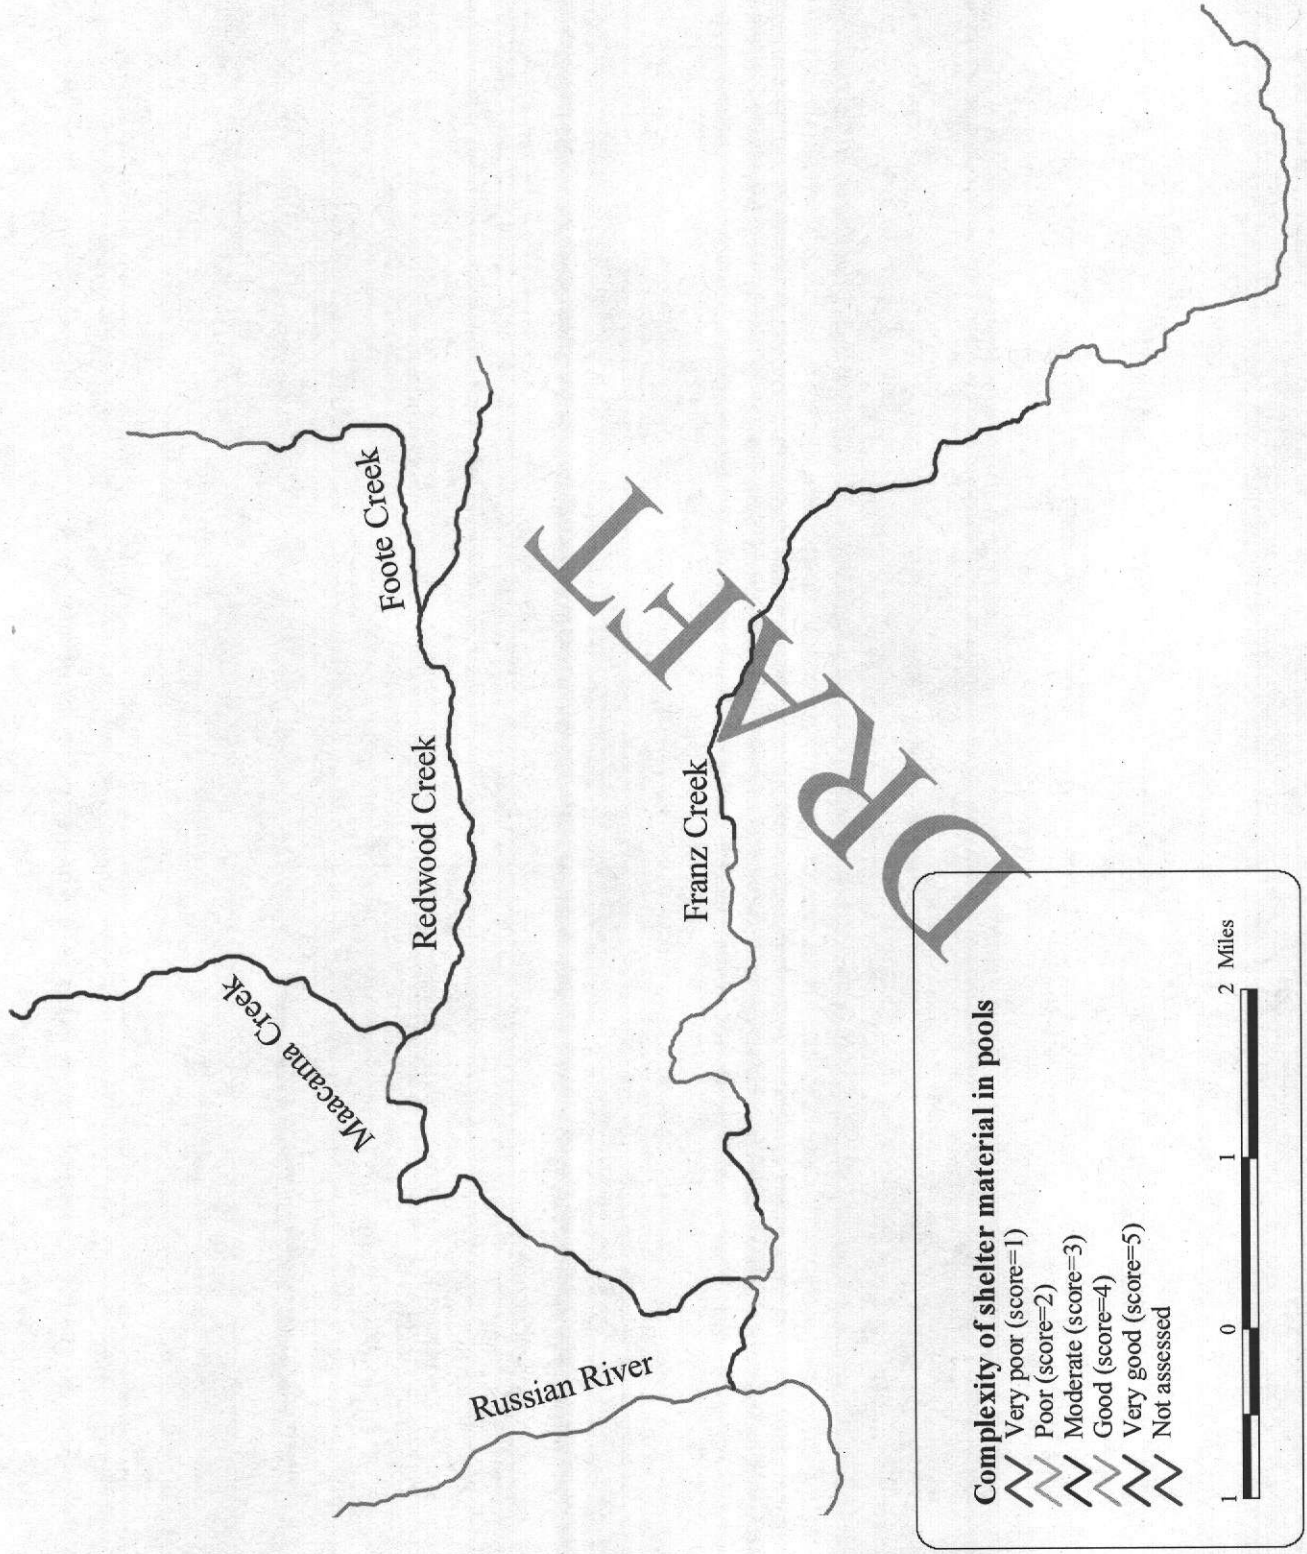 Foote Creek
Redwood Creek
Maacama Creek
Franz Creek
Russian River
DRAFT
Complexity of shelter material in pools
Very poor (score=1)
Poor (score=2)
Moderate (score=3)
Good (score=4)
Very good (score=5)
Not assessed
1 0 1 2 Miles